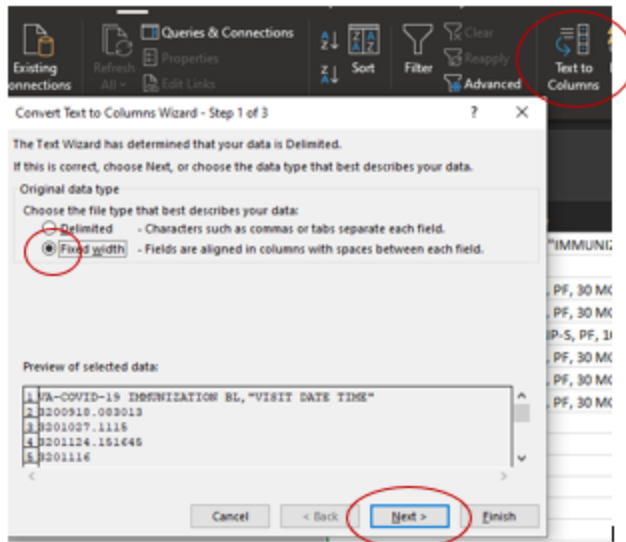 Queries & Connections
Properties
Edit Links
Existing
Connections
Refresh
All
Sort
Filter
Clear
Reapply
Advanced
Text to
Columns
Convert Text to Columns Wizard - Step 1 of 3
?
The Text Wizard has determined that your data is Delimited.
If this is correct, choose Next, or choose the data type that best describes your data.
Original data type
Choose the file type that best describes your data:
Delimited - Characters such as commas or tabs separate each field.
Fixed width - Fields are aligned in columns with spaces between each field.
Preview of selected data:
1 VA-COVID-19 IMMUNIZATION BL,"VISIT DATE TIME"
2 3200918.083013
3 3201027.1115
4 3201124.151645
5 3201116
Cancel
< Back
Next >
Finish
"IMMUNIZ
, PF, 30 MC
, PF, 30 MC
IP-S, PF, 1
, PF, 30 MC
, PF, 30 MC
, PF, 30 MC